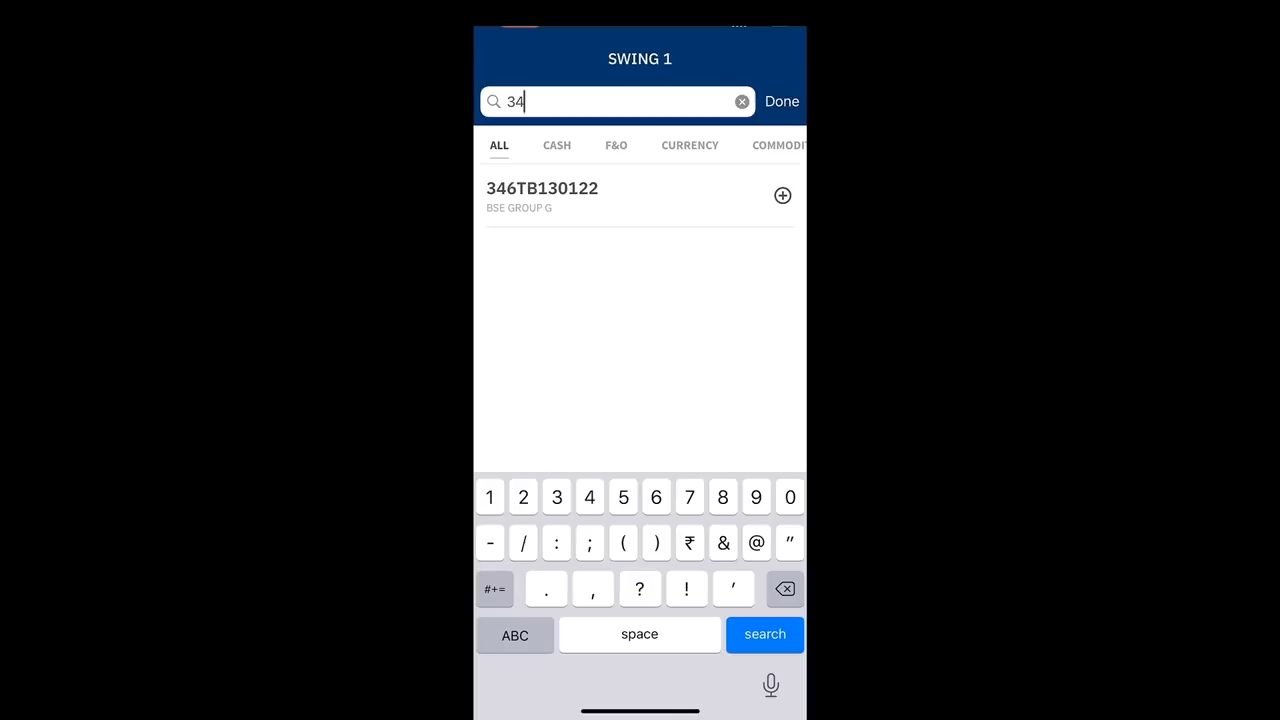 SWING 1
34
Done
ALL CASH F&O CURRENCY COMMODI
346TB130122
BSE GROUP G
1 2 3 4 5 6 7 8 9 0
- / : ; ( ) ₹ & @ "
#+= . , ? ! '
ABC space search